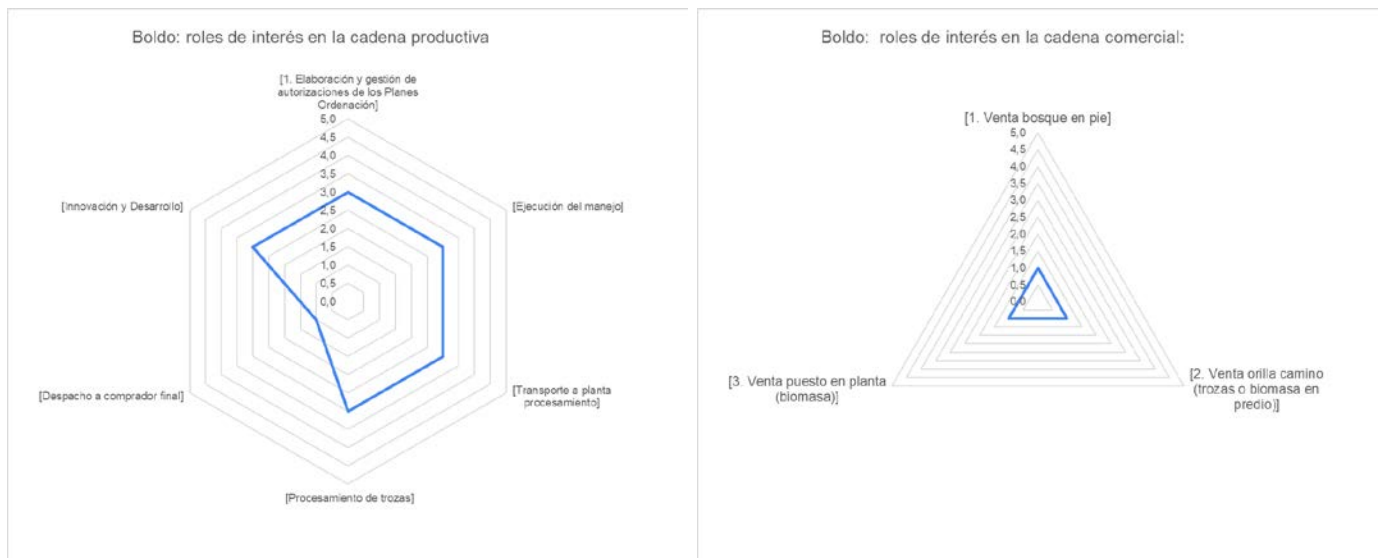 Boldo: roles de interés en la cadena productiva
[1. Elaboración y gestión de
autorizaciones de los Planes
Ordenación]
5,0
4,5
4,0
3,5
3,0
2,5
2,0
1,5
1,0
0,5
0,0
[Innovación y Desarrollo]
[Ejecución del manejo]
[Despacho a comprador final]
[Transporte a planta
procesamiento]
[Procesamiento de trozas]
Boldo: roles de interés en la cadena comercial:
[1. Venta bosque en pie]
5,0
4,5
4,0
3,5
3,0
2,5
2,0
1,5
1,0
0,5
0,0
[3. Venta puesto en planta
(biomasa)]
[2. Venta orilla camino
(trozas o biomasa en
predio)]